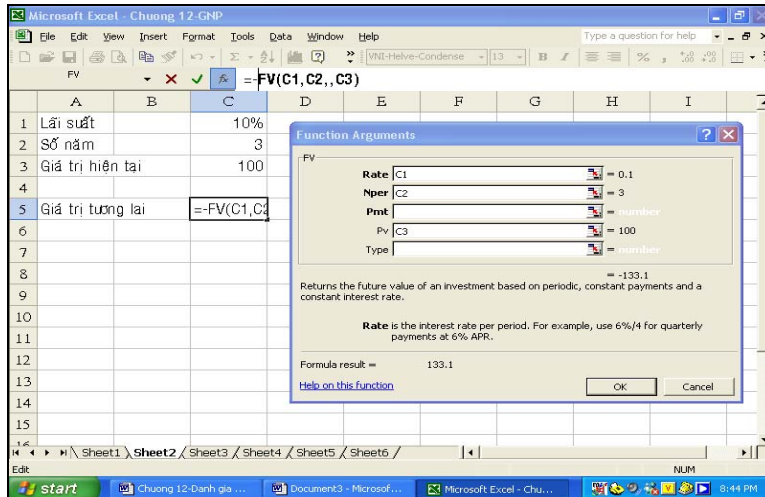 Microsoft Excel - Chuong 12-GNP
File Edit View Insert Format Tools Data Window Help Type a question for help
VNI-Helve-Condense 13 B I
FV =-FV(C1,C2,,C3)
A B C D E F G H I
1 Lãi suất 10%
2 Số năm 3
3 Giá trị hiện tại 100
4
5 Giá trị tương lai =-FV(C1,C2
6
7
8
9
10
11
12
13
14
15
16
Function Arguments
FV
Rate C1 = 0.1
Nper C2 = 3
Pmt = number
Pv C3 = 100
Type = number
= -133.1
Returns the future value of an investment based on periodic, constant payments and a
constant interest rate.
Rate is the interest rate per period. For example, use 6%/4 for quarterly
payments at 6% APR.
Formula result = 133.1
Help on this function OK Cancel
Sheet1 Sheet2 Sheet3 Sheet4 Sheet5 Sheet6
Edit NUM
start Chuong 12-Danh gia ... Document3 - Microsof... Microsoft Excel - Chu... 8:44 PM